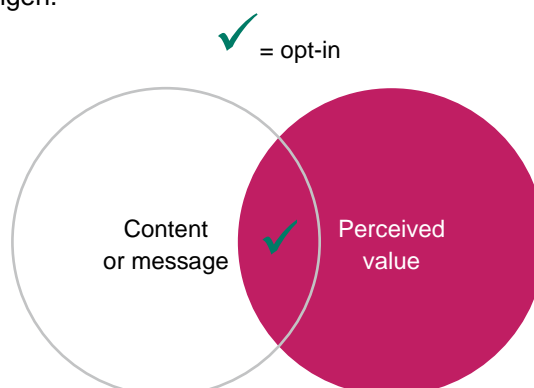 = opt-in
Content
or message
Perceived
value